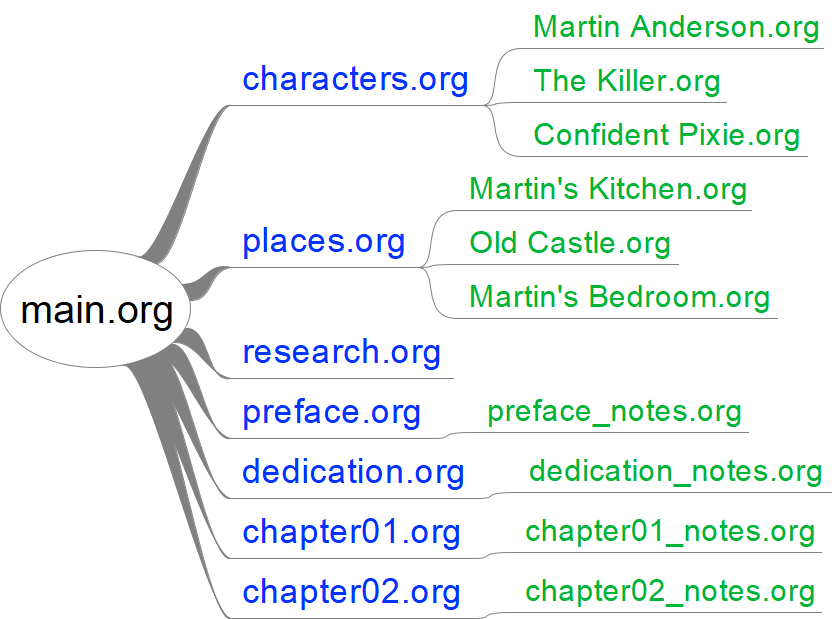 main.org
characters.org
Martin Anderson.org
The Killer.org
Confident Pixie.org
places.org
Martin's Kitchen.org
Old Castle.org
Martin's Bedroom.org
research.org
preface.org
preface_notes.org
dedication.org
dedication_notes.org
chapter01.org
chapter01_notes.org
chapter02.org
chapter02_notes.org